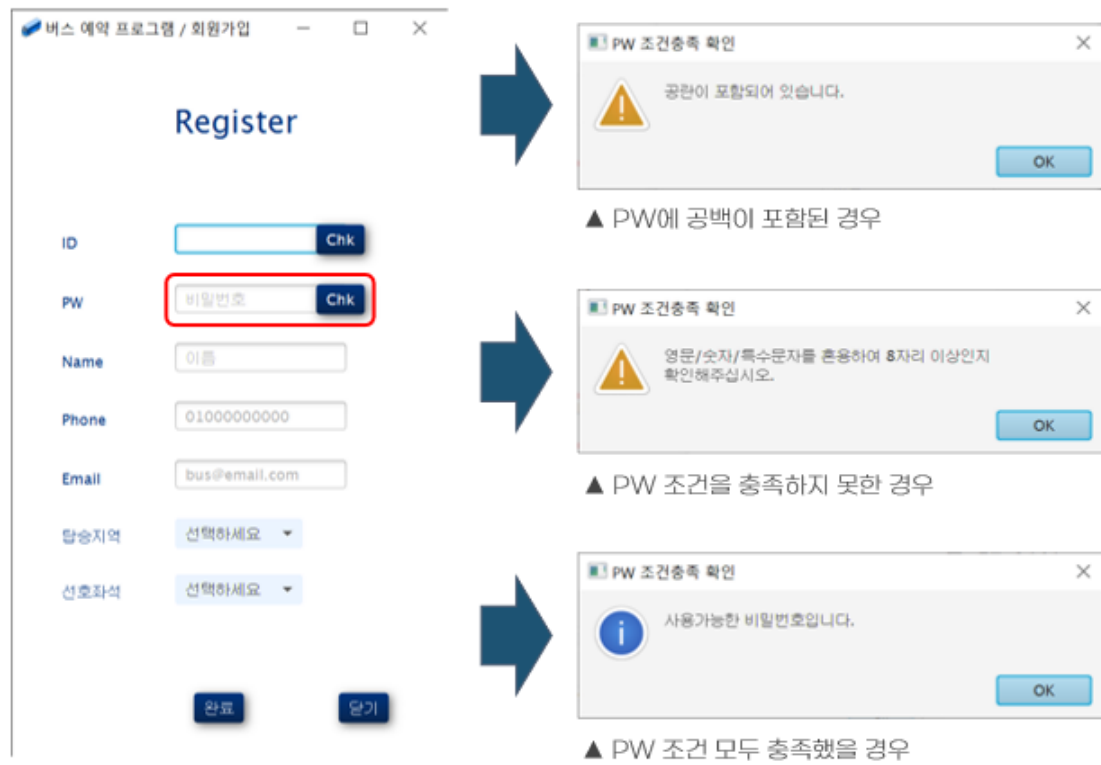 버스 예약 프로그램 / 회원가입
Register
ID
Chk
PW
비밀번호
Chk
Name
이름
Phone
01000000000
Email
bus@email.com
탑승지역
선택하세요
선호좌석
선택하세요
완료
닫기
PW 조건충족 확인
공란이 포함되어 있습니다.
OK
▲ PW에 공백이 포함된 경우
PW 조건충족 확인
영문/숫자/특수문자를 혼용하여 8자리 이상인지
확인해주십시오.
OK
▲ PW 조건을 충족하지 못한 경우
PW 조건충족 확인
사용가능한 비밀번호입니다.
OK
▲ PW 조건 모두 충족했을 경우